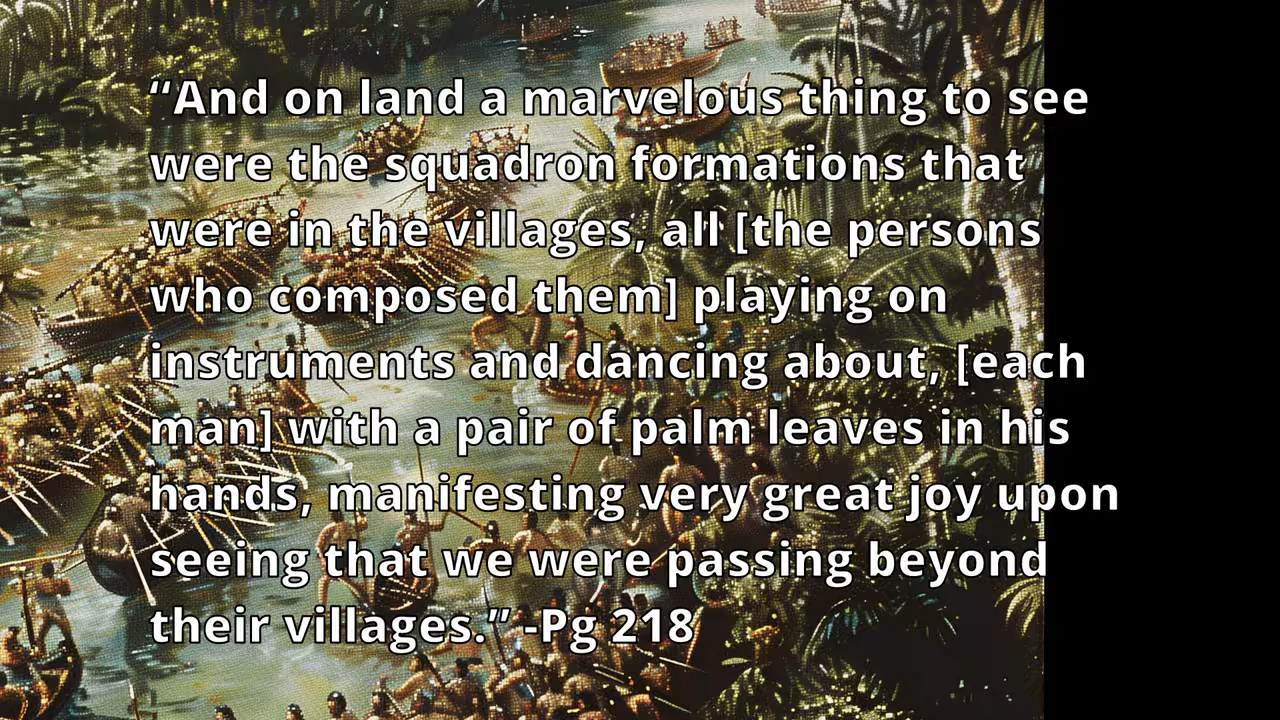 “And on land a marvelous thing to see
were the squadron formations that
were in the villages, all [the persons
who composed them] playing on
instruments and dancing about, [each
man] with a pair of palm leaves in his
hands, manifesting very great joy upon
seeing that we were passing beyond
their villages.” -Pg 218